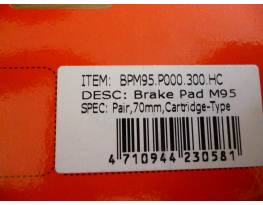 ITEM: BPM95.P000.300.HC
DESC: Brake Pad M95
SPEC: Pair,70mm,Cartridge-Type
4 710944 230581